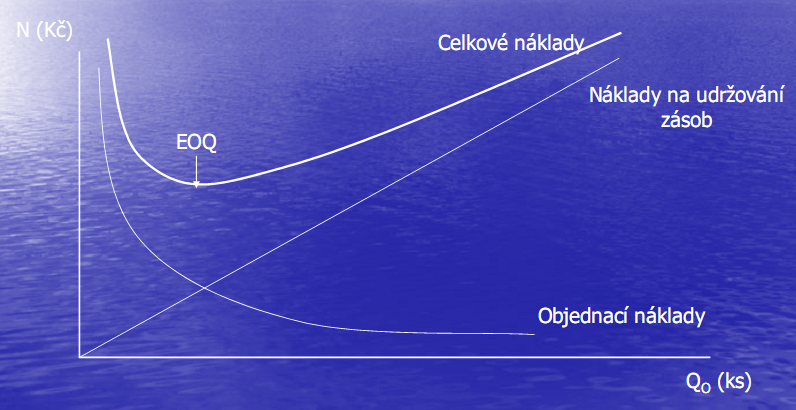 N (Kč)
Celkové náklady
Náklady na udržování
zásob
EOQ
Objednací náklady
Qo (ks)